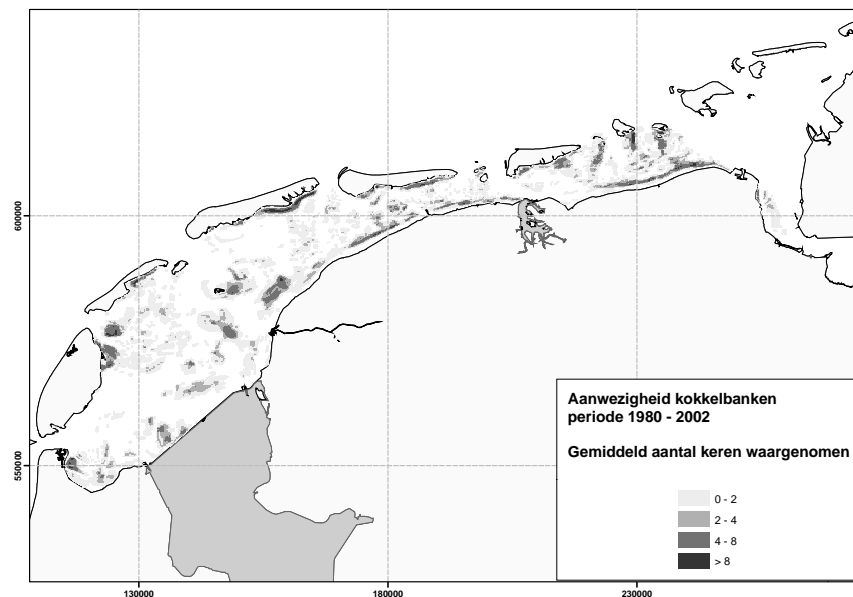 600000
550000
Aanwezigheid kokkelbanken
periode 1980 - 2002
Gemiddeld aantal keren waargenomen
0 - 2
2 - 4
4 - 8
> 8
130000
180000
230000